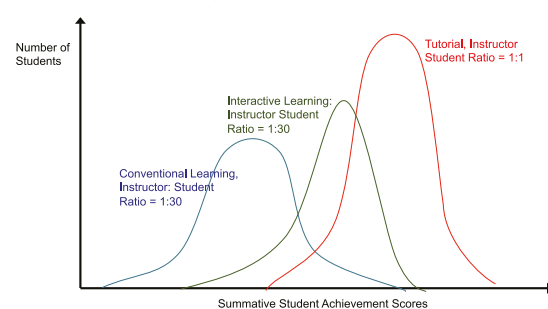 Number of
Students
Tutorial, Instructor
Student Ratio = 1:1
Interactive Learning:
Instructor Student
Ratio = 1:30
Conventional Learning,
Instructor: Student
Ratio = 1:30
Summative Student Achievement Scores